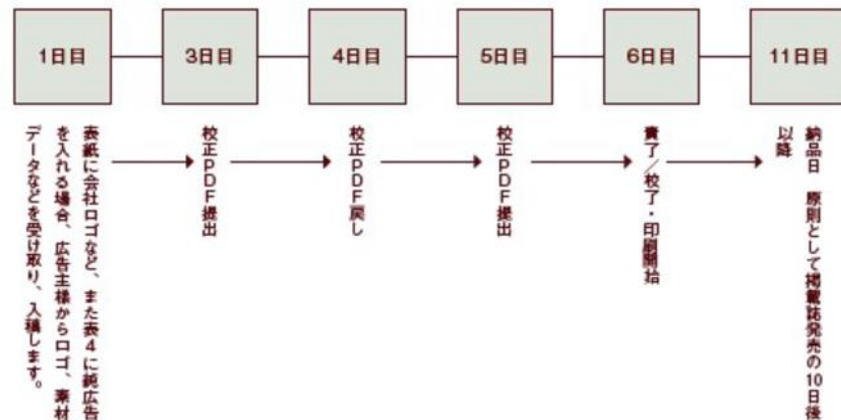 1日目
3日目
4日目
5日目
6日目
11日目
表紙に会社ロゴなど、また表4に純広告
を入れる場合、広告主様からロゴ、素材
データなどを受け取り、入稿します。
校正PDF提出
校正PDF戻し
校正PDF提出
責了／校了・印刷開始
納品日　原則として掲載誌発売の10日後
以降